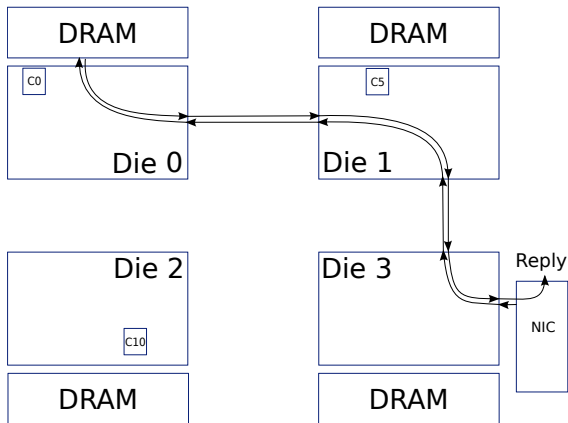 DRAM
DRAM
C0
C5
Die 0
Die 1
Die 2
Die 3
Reply
NIC
C10
DRAM
DRAM